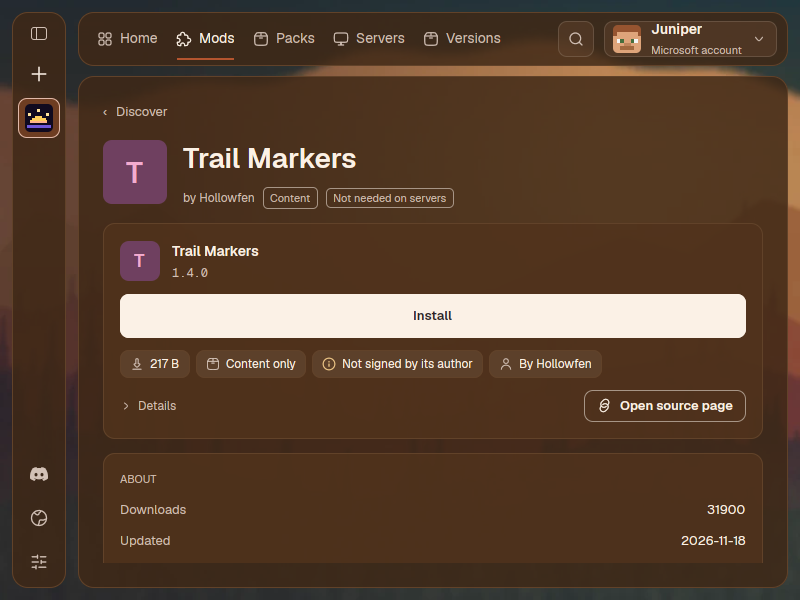 Home Mods Packs Servers Versions
Juniper
Microsoft account
‹ Discover
T
Trail Markers
by Hollowfen Content Not needed on servers
T
Trail Markers
1.4.0
Install
217 B Content only Not signed by its author By Hollowfen
Details Open source page
ABOUT
Downloads 31900
Updated 2026-11-18